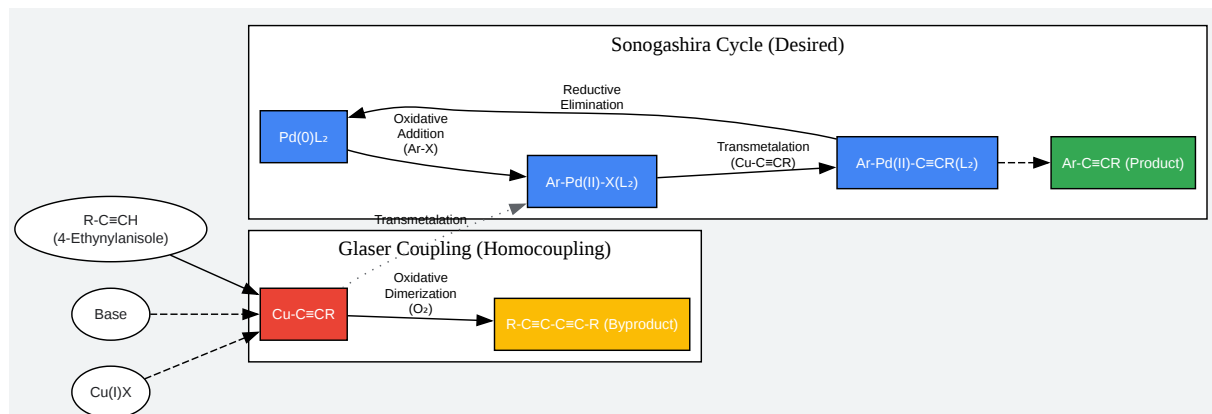 Sonogashira Cycle (Desired)
Reductive
Elimination
Pd(0)L₂
Oxidative
Addition
(Ar-X)
Transmetalation
(Cu-C≡CR)
Ar-Pd(II)-X(L₂)
Ar-Pd(II)-C≡CR(L₂)
Ar-C≡CR (Product)
R-C≡CH
(4-Ethynylanisole)
Transmetalation
Glaser Coupling (Homocoupling)
Oxidative
Dimerization
(O₂)
Base
Cu-C≡CR
R-C≡C-C≡C-R (Byproduct)
Cu(I)X